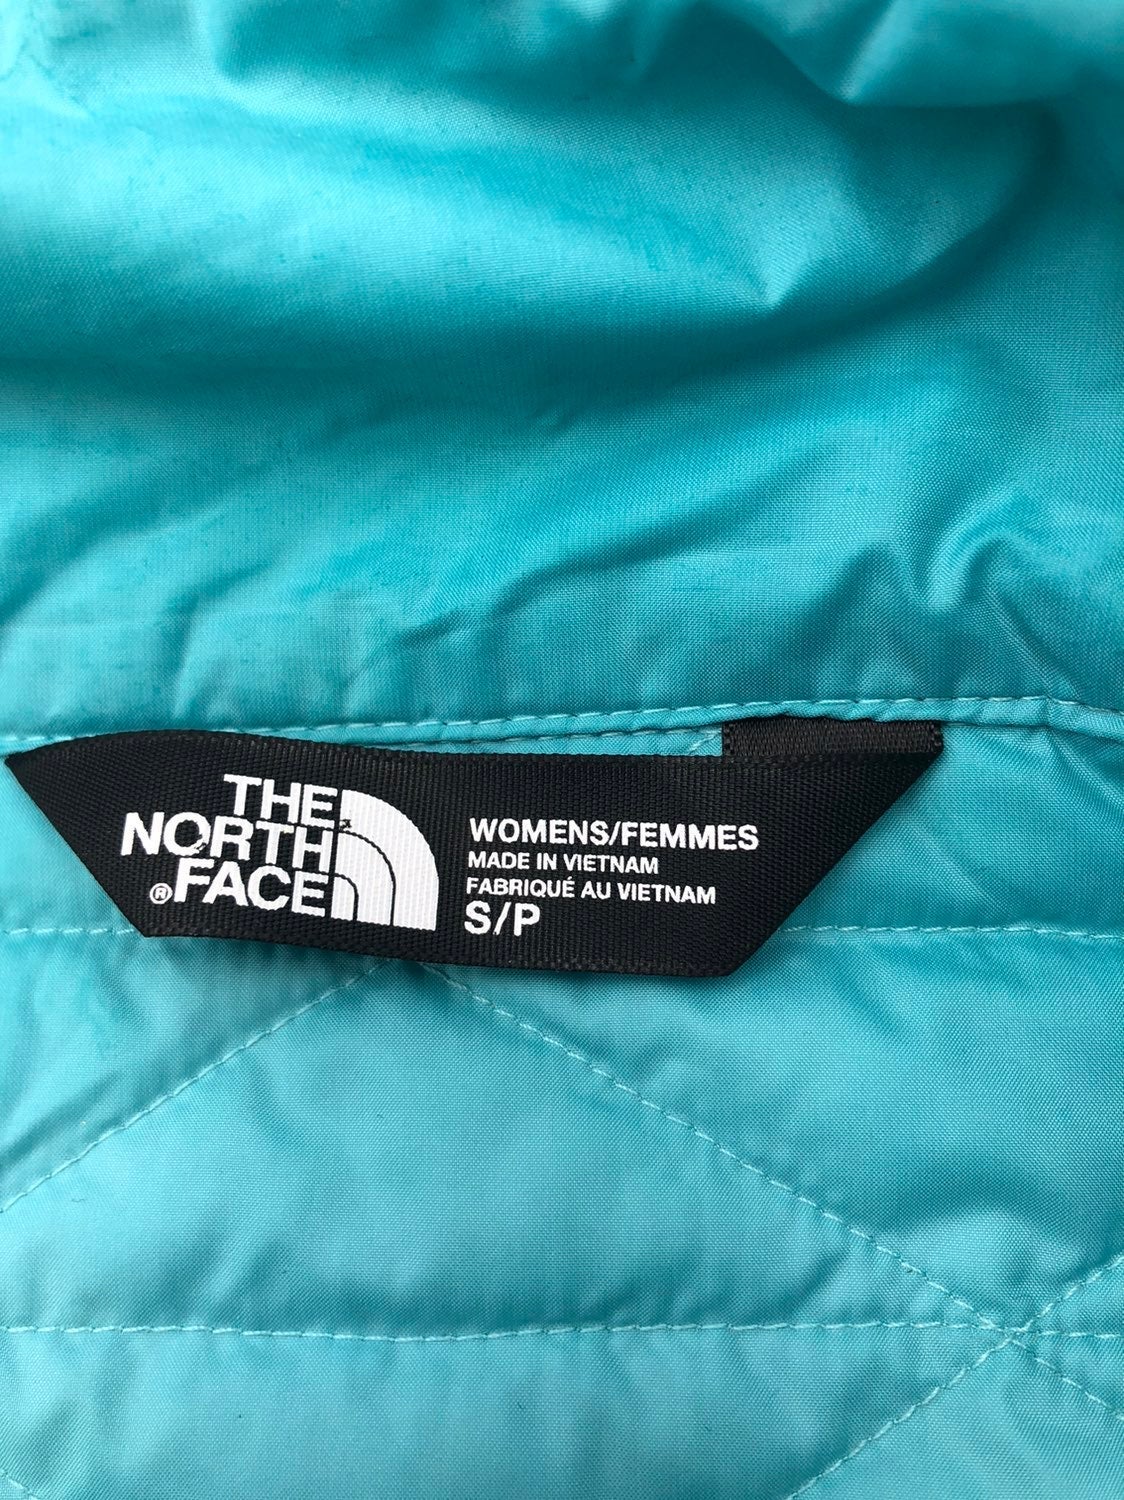 THE
NORTH
®FACE
WOMENS/FEMMES
MADE IN VIETNAM
FABRIQUÉ AU VIETNAM
S/P